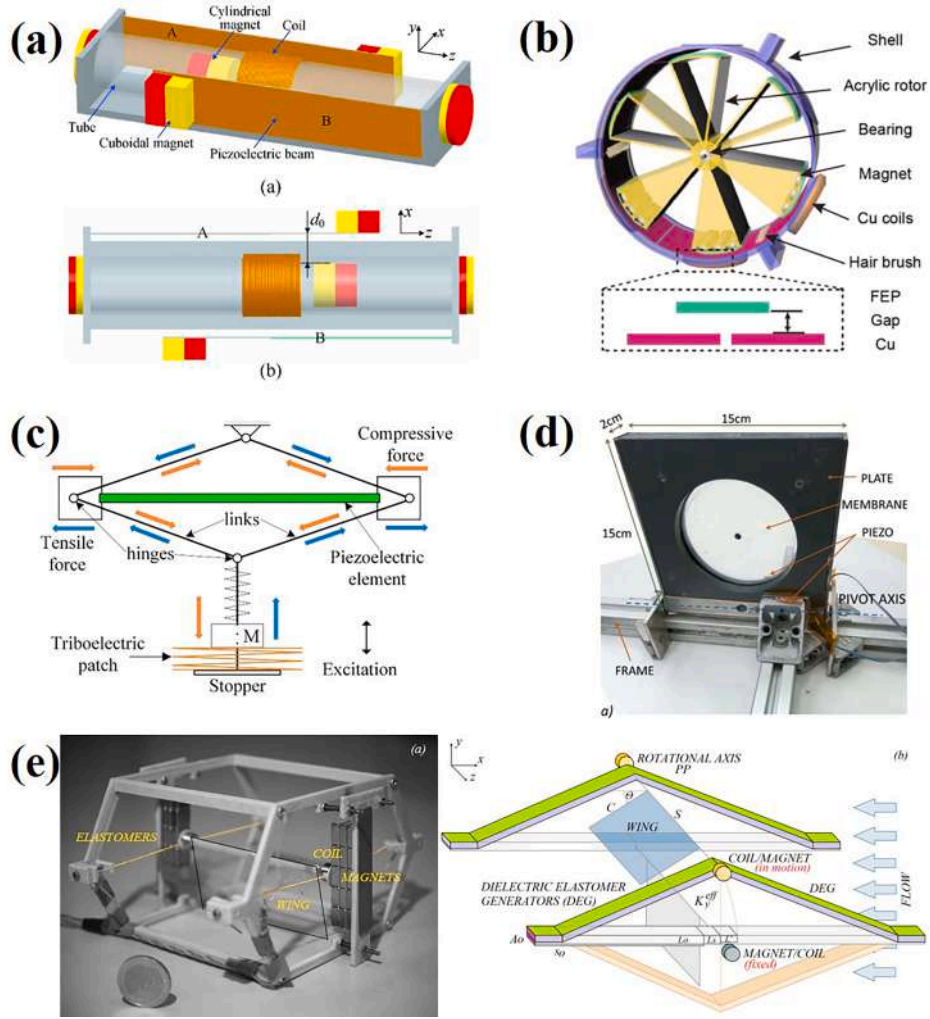 (a)
Cylindrical
magnet
Coil
y
x
z
A
B
Tube
Cuboidal magnet
Piezoelectric beam
(a)
d0
x
z
A
B
(b)
(b)
Shell
Acrylic rotor
Bearing
Magnet
Cu coils
Hair brush
FEP
Gap
Cu
(c)
Compressive
force
Tensile
force
hinges
links
Piezoelectric
element
M
Triboelectric
patch
Excitation
Stopper
(d)
2cm
15cm
PLATE
MEMBRANE
15cm
PIEZO
PIVOT AXIS
FRAME
a)
(e)
(a)
ELASTOMERS
COIL
MAGNETS
WING
y
x
z
(b)
ROTATIONAL AXIS
PP
Θ
C
S
WING
COIL/MAGNET
(in motion)
DIELECTRIC ELASTOMER
GENERATORS (DEG)
K y eff
DEG
FLOW
Ao
so
Lo
MAGNET/COIL
(fixed)